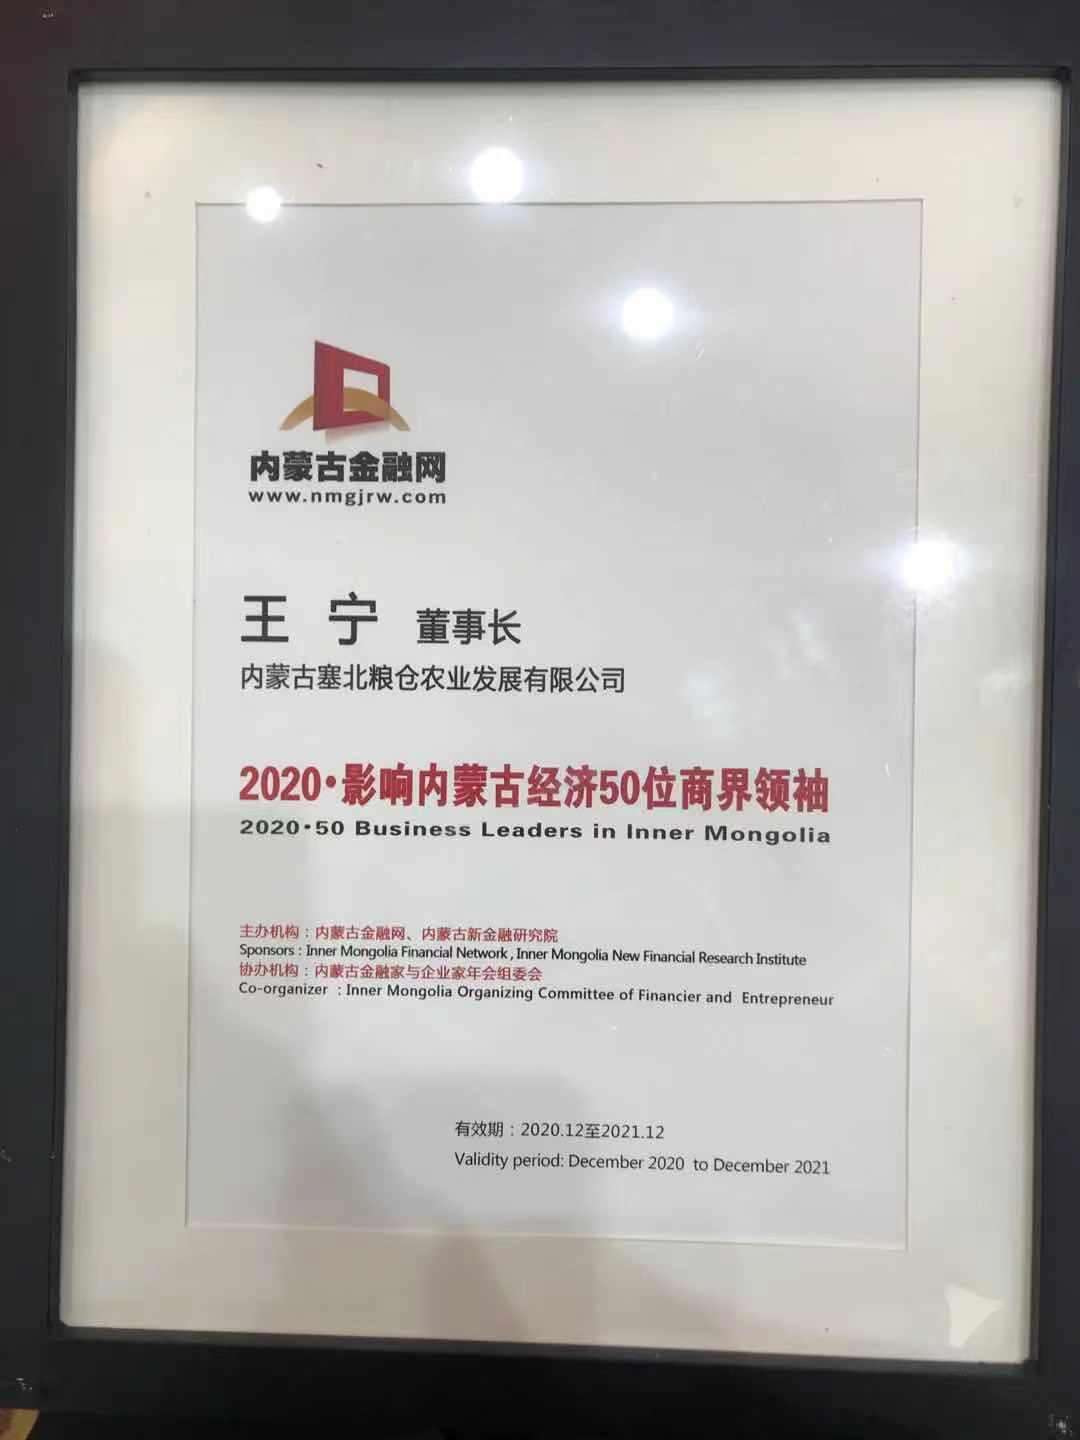 内蒙古金融网
www.nmgjrw.com
王 宁 董事长
内蒙古塞北粮仓农业发展有限公司
2020·影响内蒙古经济50位商界领袖
2020·50 Business Leaders in Inner Mongolia
主办机构：内蒙古金融网、内蒙古新金融研究院
Sponsors : Inner Mongolia Financial Network , Inner Mongolia New Financial Research Institute
协办机构：内蒙古金融家与企业家年会组委会
Co-organizer : Inner Mongolia Organizing Committee of Financier and Entrepreneur
有效期：2020.12至2021.12
Validity period: December 2020 to December 2021